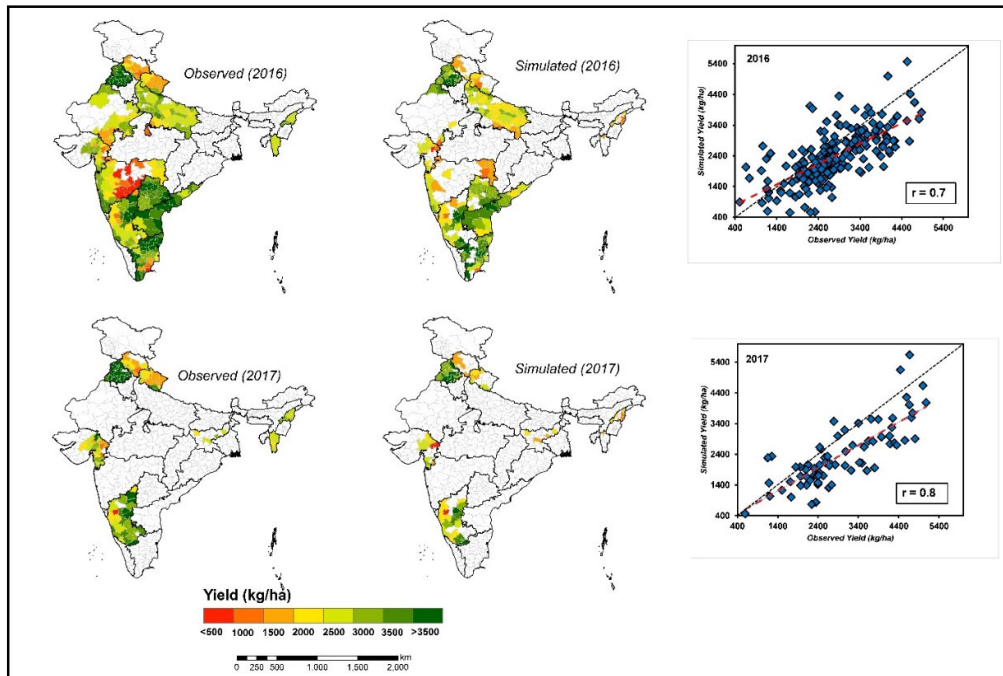 Observed (2016)
Simulated (2016)
2016
5400
4400
3400
2400
1400
400
Simulated Yield (kg/ha)
r = 0.7
400 1400 2400 3400 4400 5400
Observed Yield (kg/ha)
Observed (2017)
Simulated (2017)
2017
5400
4400
3400
2400
1400
400
Simulated Yield (kg/ha)
r = 0.8
400 1400 2400 3400 4400 5400
Observed Yield (kg/ha)
Yield (kg/ha)
<500 1000 1500 2000 2500 3000 3500 >3500
km
0 250 500 1,000 1,500 2,000